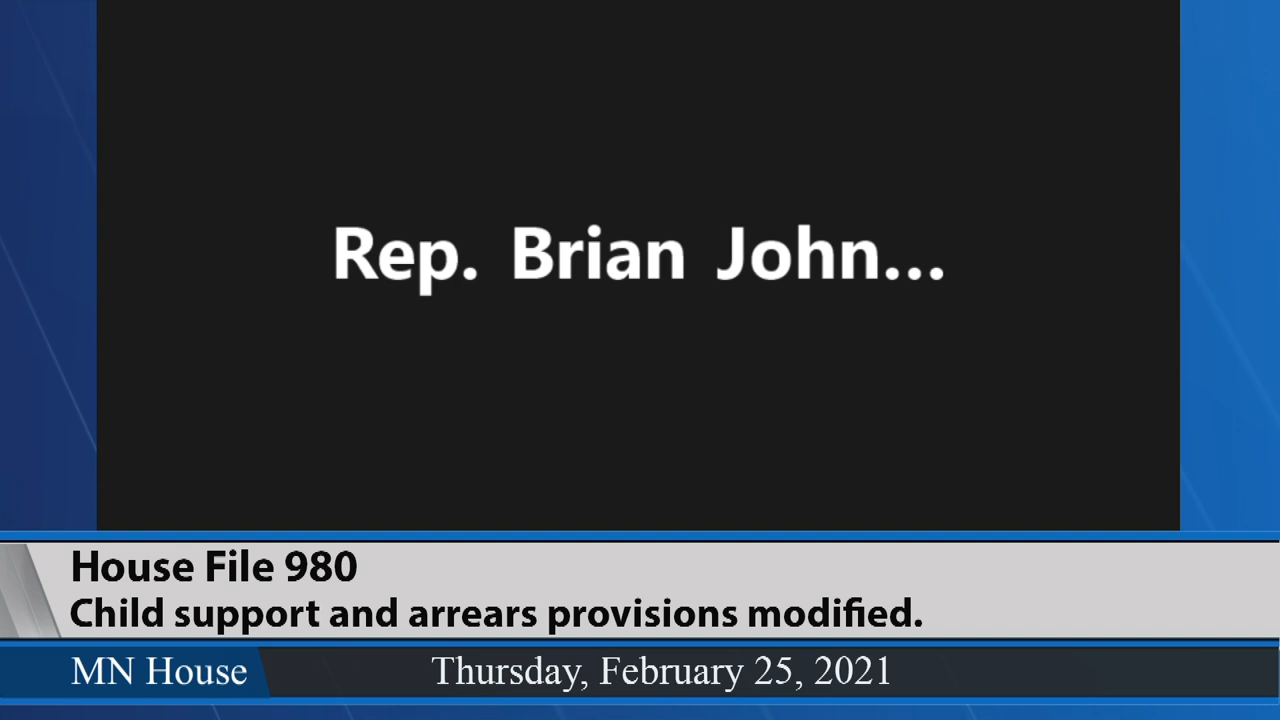 Rep. Brian John...
House File 980
Child support and arrears provisions modified.
MN House
Thursday, February 25, 2021